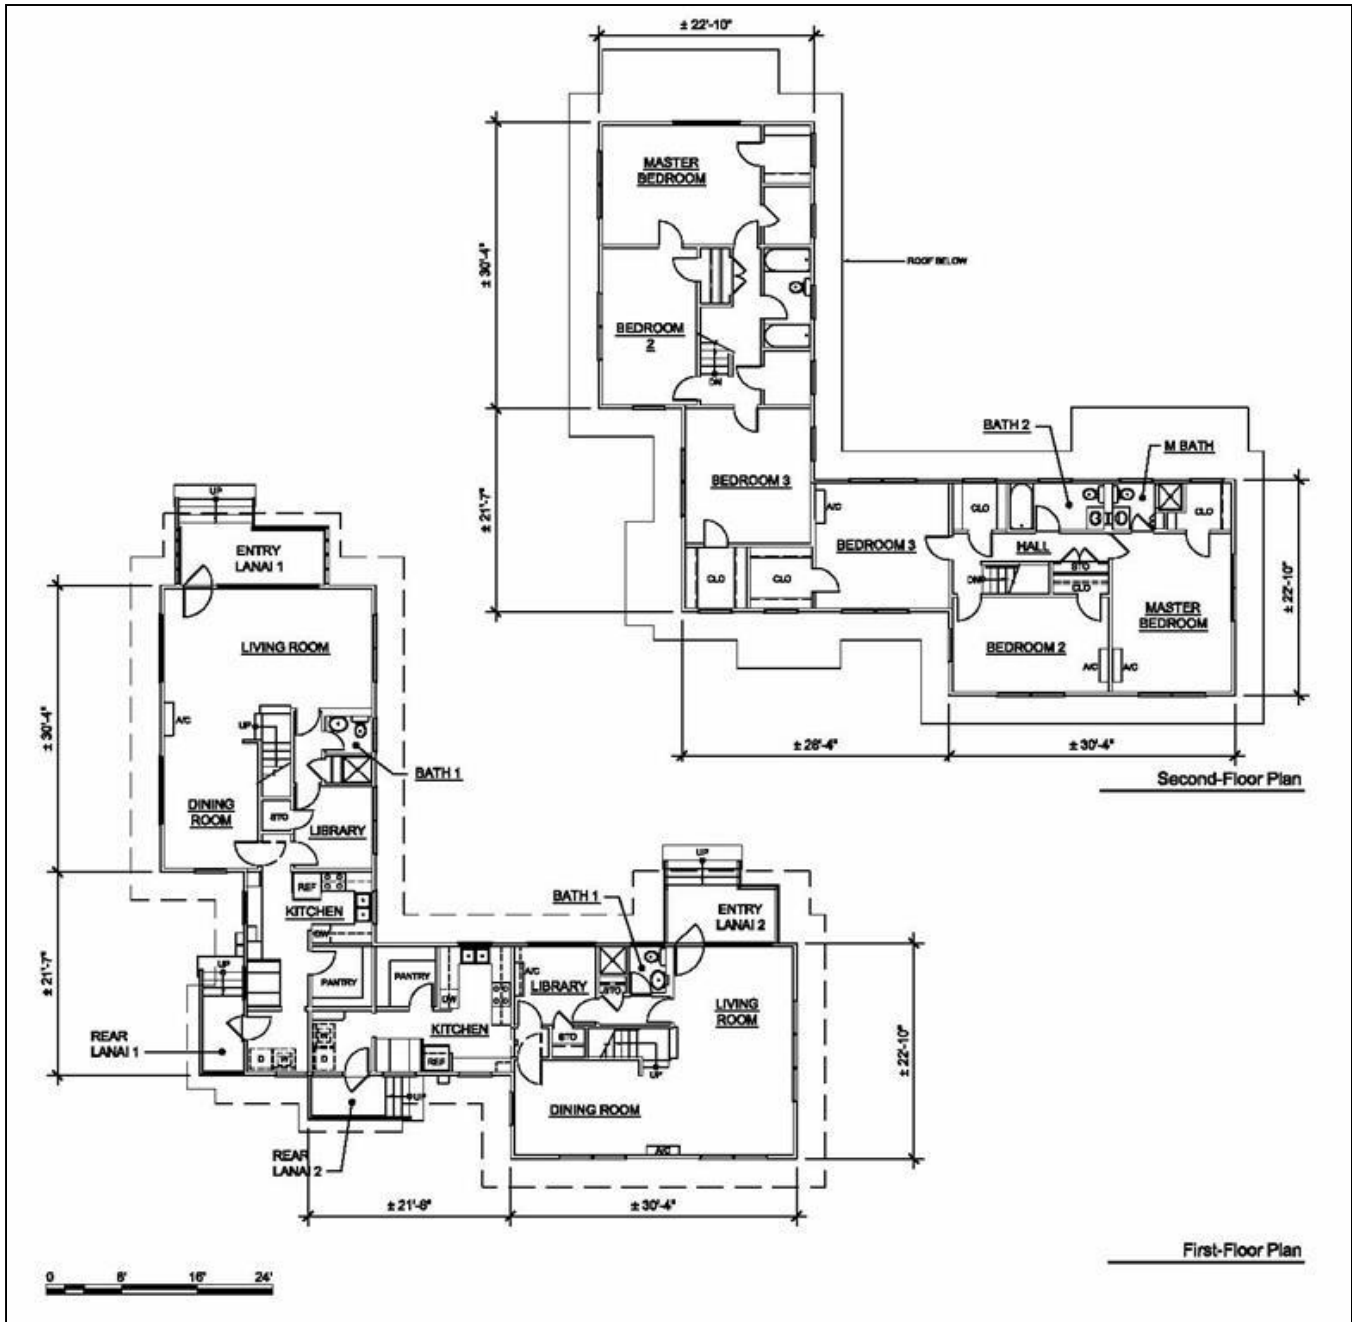 ± 22'-10"
MASTER
BEDROOM
± 30'-4"
ROOF BELOW
BEDROOM
2
DN
BATH 2
M BATH
± 21'-7"
BEDROOM 3
A/C
CLO
CLO
BEDROOM 3
HALL
STO
CLO
DN
CLO
CLO
MASTER
BEDROOM
± 22'-10"
BEDROOM 2
A/C
A/C
± 26'-4"
± 30'-4"
Second-Floor Plan
UP
ENTRY
LANAI 1
LIVING ROOM
± 30'-4"
A/C
UP
BATH 1
DINING
ROOM
STO
LIBRARY
REF
KITCHEN
DW
UP
± 21'-7"
PANTRY
PANTRY
DW
KITCHEN
REAR
LANAI 1
D
W
W
D
REF
UP
REAR
LANAI 2
UP
BATH 1
ENTRY
LANAI 2
A/C
LIBRARY
STO
LIVING
ROOM
STO
UP
± 22'-10"
DINING ROOM
A/C
± 21'-6"
± 30'-4"
First-Floor Plan
0 8' 16' 24'